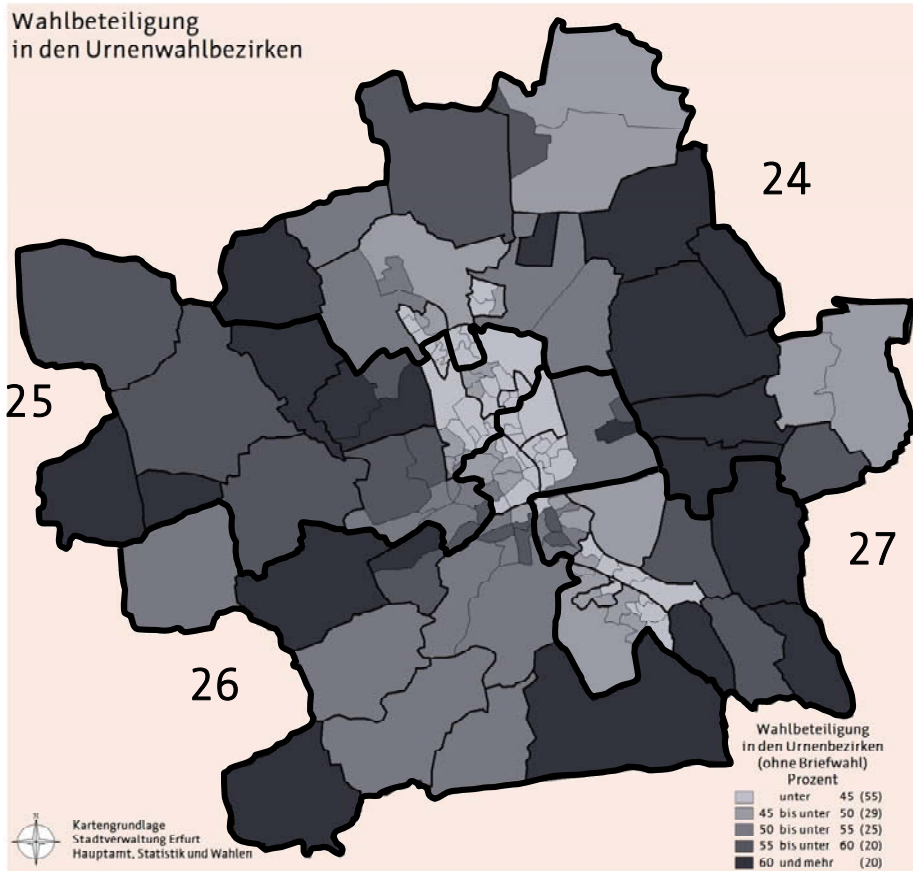 Wahlbeteiligung
in den Urnenwahlbezirken
24
25
27
26
Wahlbeteiligung
in den Urnenbezirken
(ohne Briefwahl)
Prozent
unter 45 (55)
45 bis unter 50 (29)
50 bis unter 55 (25)
55 bis unter 60 (20)
60 und mehr (20)
N
Kartengrundlage
Stadtverwaltung Erfurt
Hauptamt, Statistik und Wahlen